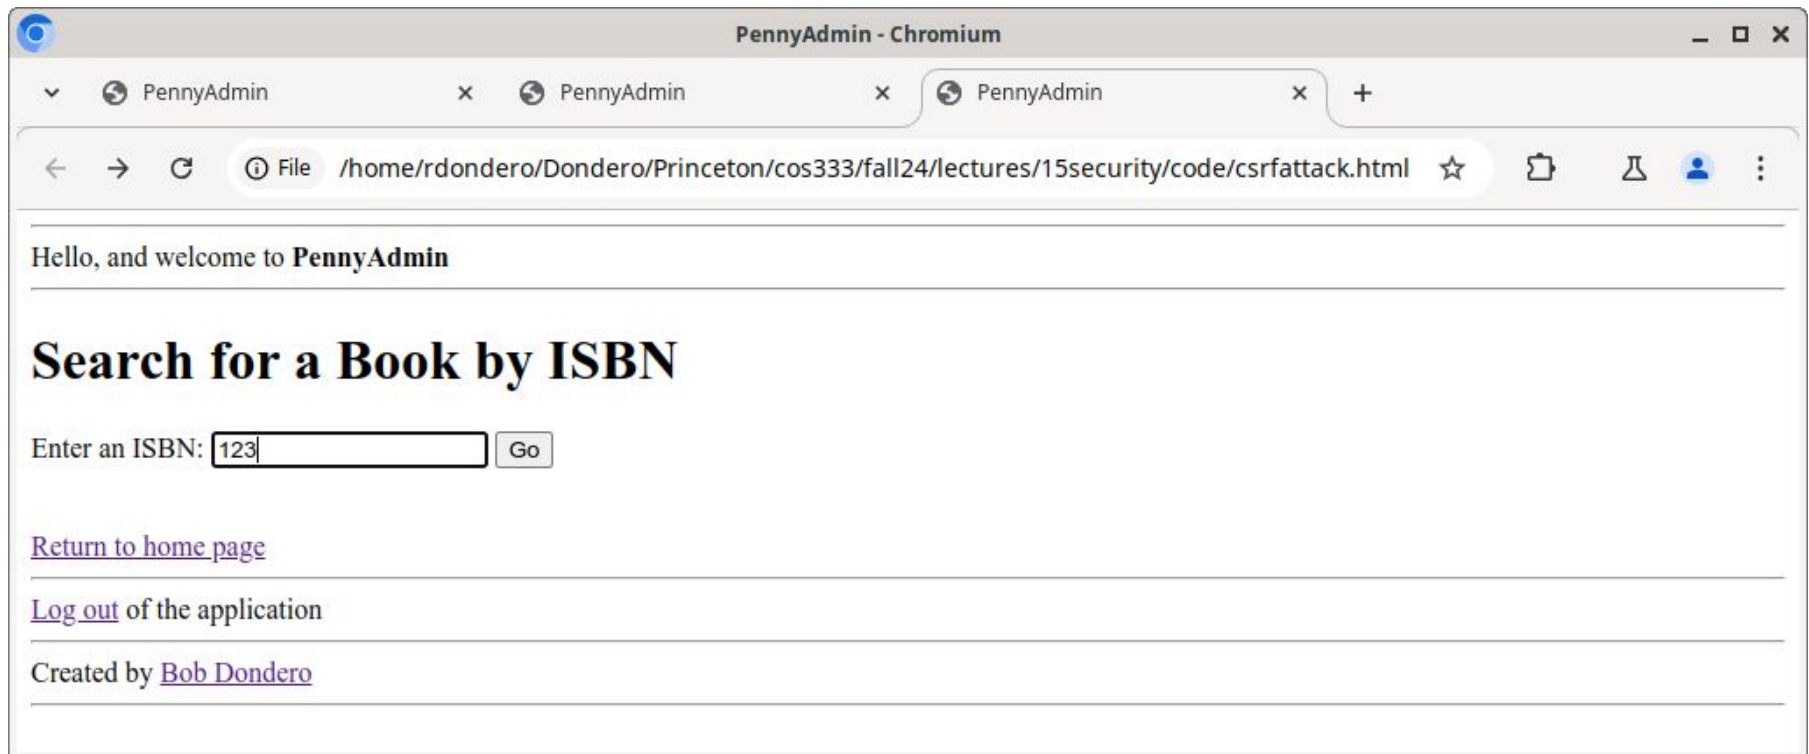 PennyAdmin - Chromium
PennyAdmin PennyAdmin PennyAdmin
File /home/rdondero/Dondero/Princeton/cos333/fall24/lectures/15security/code/csrfattack.html
Hello, and welcome to PennyAdmin
Search for a Book by ISBN
Enter an ISBN: 123 Go
Return to home page
Log out of the application
Created by Bob Dondero